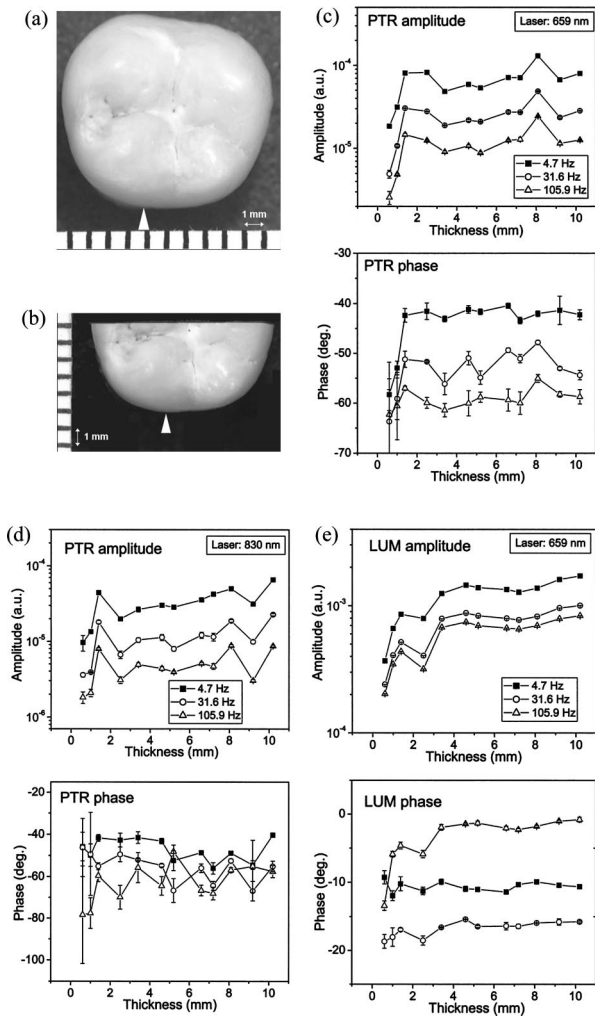 (a)
1 mm
(b)
1 mm
(c)
PTR amplitude
Laser: 659 nm
Amplitude (a.u.)
10⁻⁴
10⁻⁵
4.7 Hz
31.6 Hz
105.9 Hz
0 2 4 6 8 10
Thickness (mm)
PTR phase
Phase (deg.)
-30
-40
-50
-60
-70
0 2 4 6 8 10
Thickness (mm)
(d)
PTR amplitude
Laser: 830 nm
Amplitude (a.u.)
10⁻⁴
10⁻⁵
10⁻⁶
4.7 Hz
31.6 Hz
105.9 Hz
0 2 4 6 8 10
Thickness (mm)
PTR phase
Phase (deg.)
-40
-60
-80
-100
0 2 4 6 8 10
Thickness (mm)
(e)
LUM amplitude
Laser: 659 nm
Amplitude (a.u.)
10⁻³
10⁻⁴
4.7 Hz
31.6 Hz
105.9 Hz
0 2 4 6 8 10
Thickness (mm)
LUM phase
Phase (deg.)
0
-10
-20
0 2 4 6 8 10
Thickness (mm)